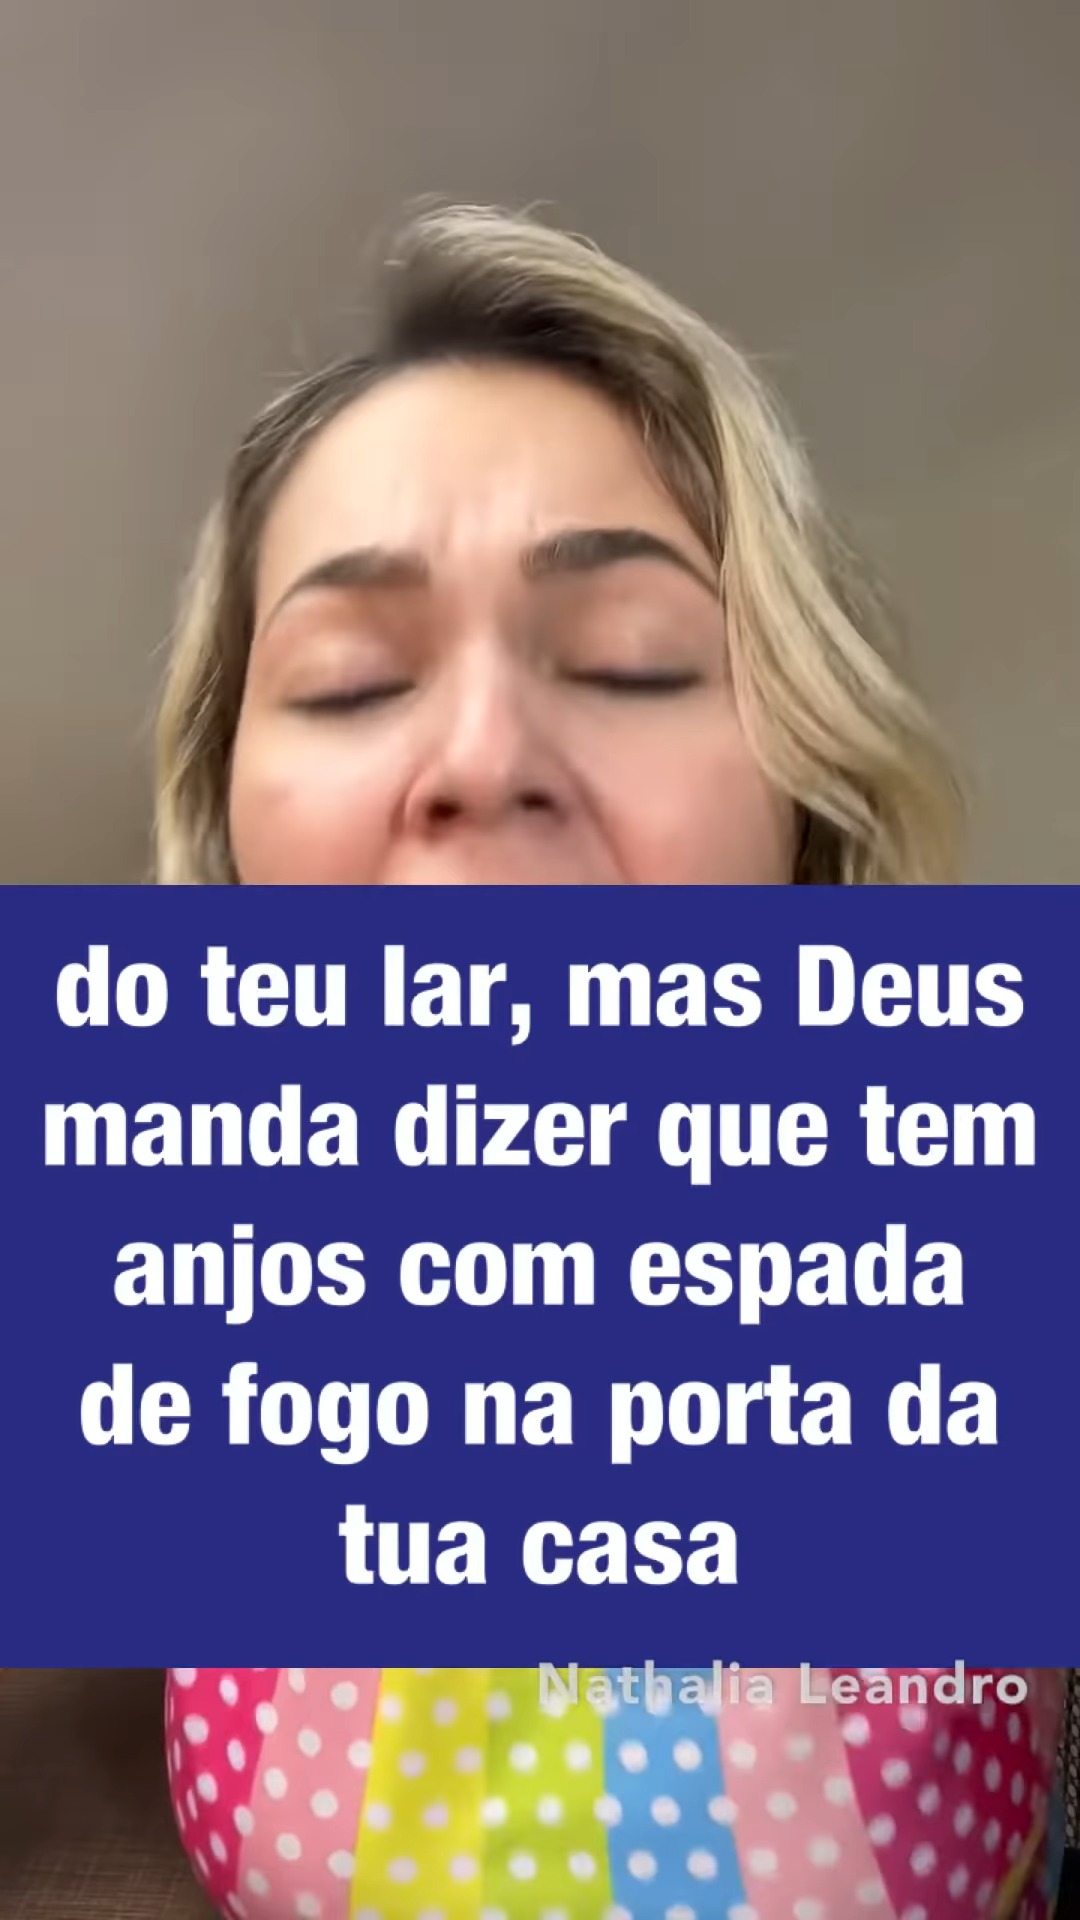 do teu lar, mas Deus
manda dizer que tem
anjos com espada
de fogo na porta da
tua casa
Nathalia Leandro